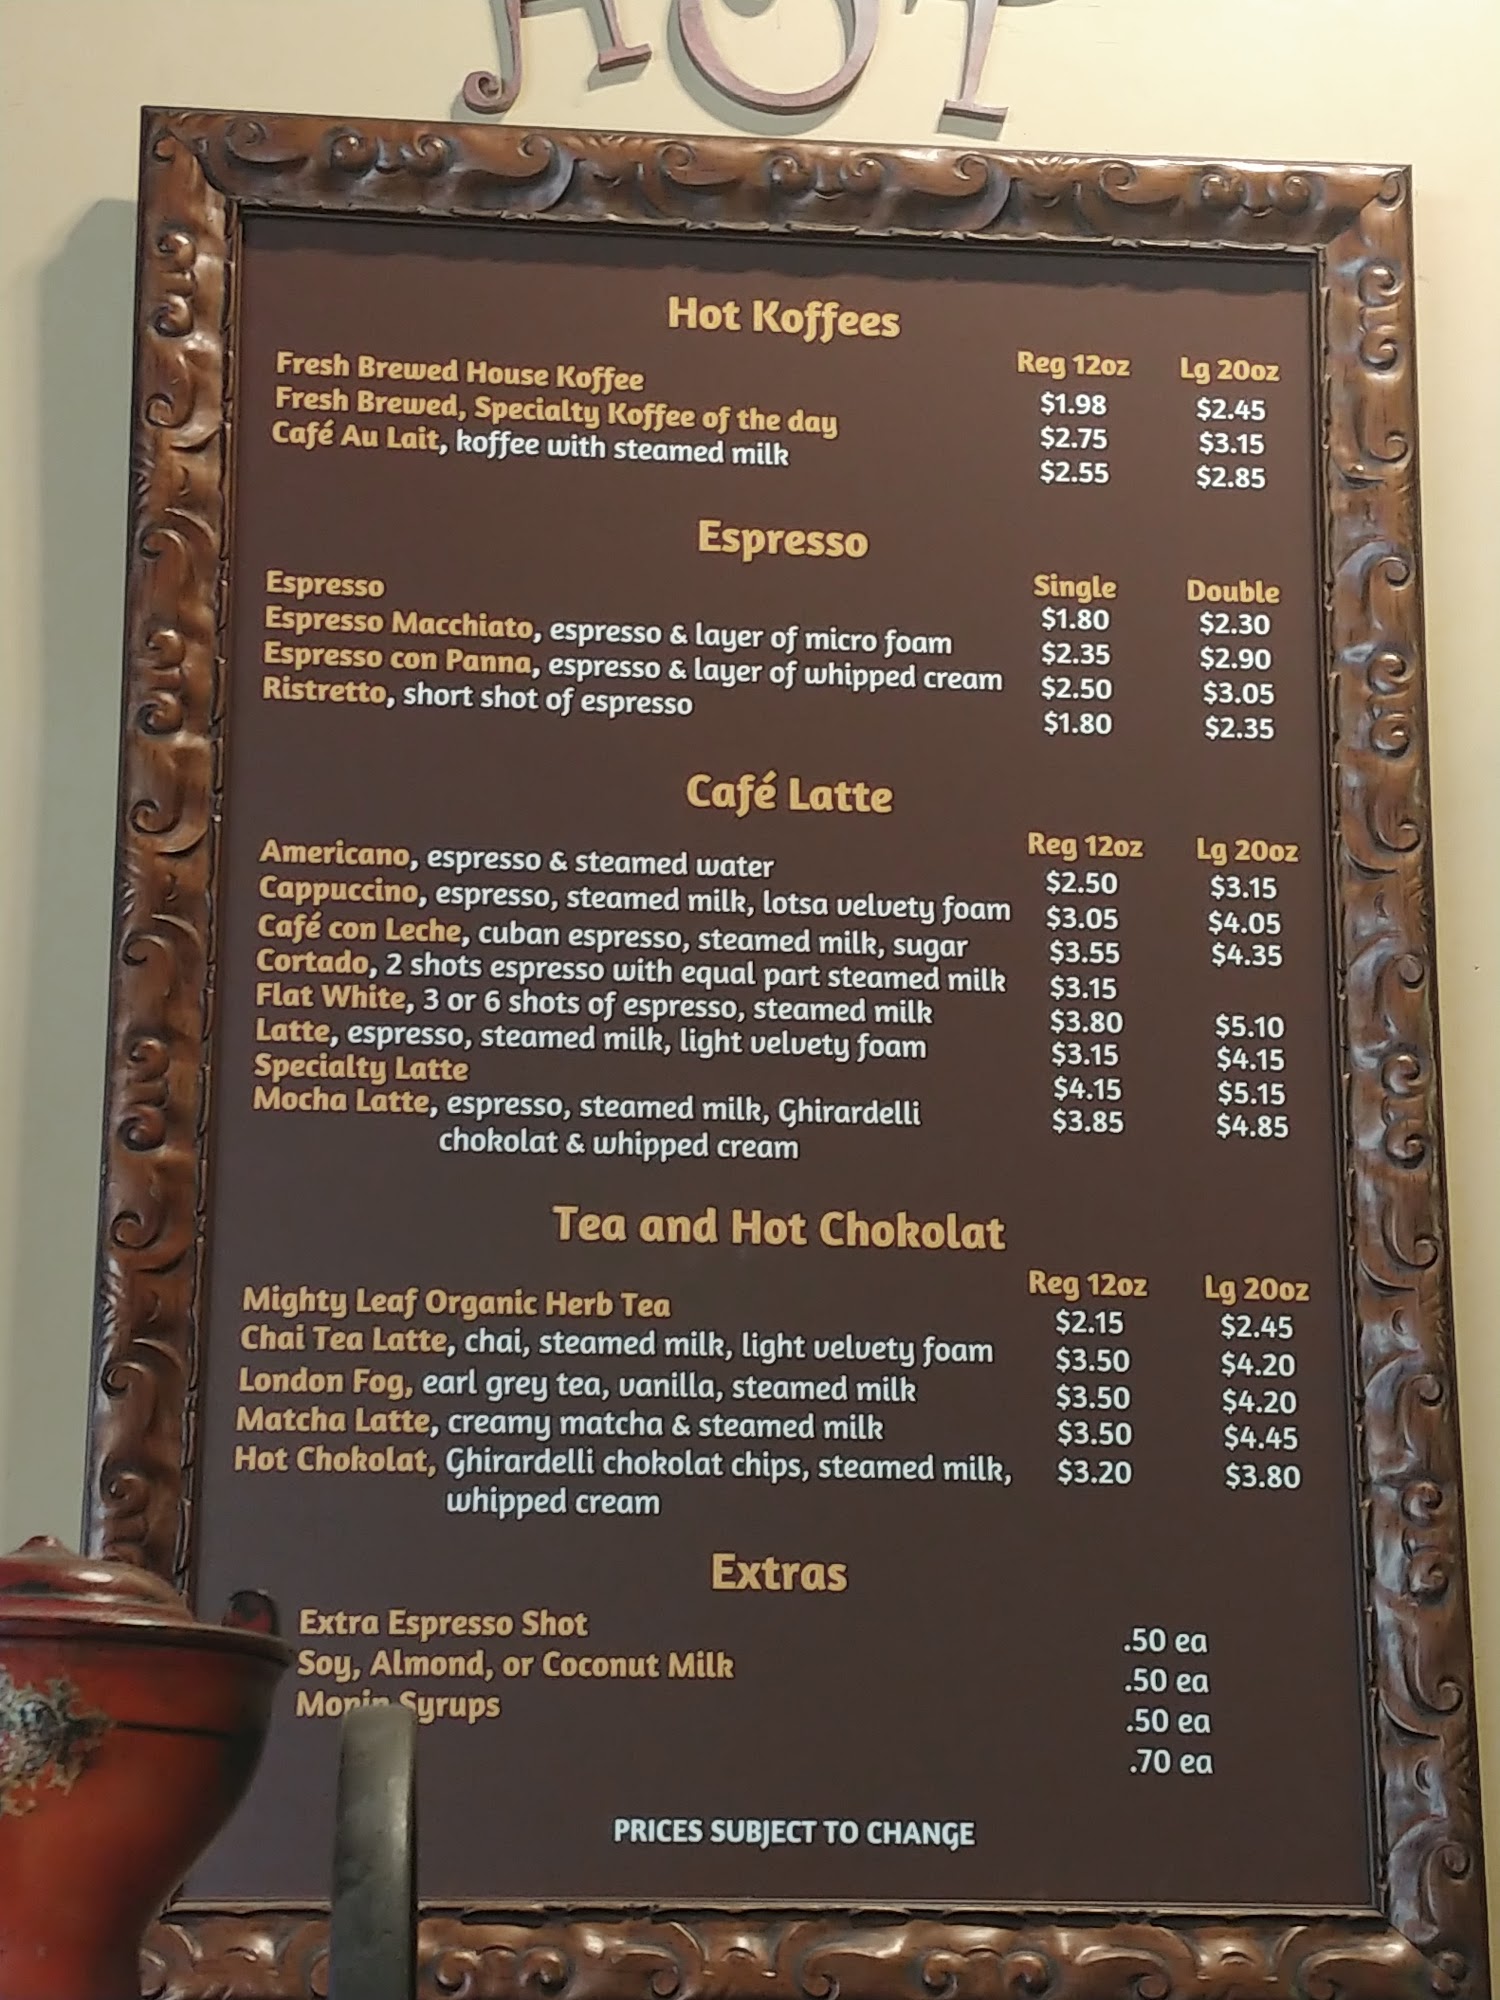 HOT
Hot Koffees
Reg 12oz Lg 20oz
Fresh Brewed House Koffee $1.98 $2.45
Fresh Brewed, Specialty Koffee of the day $2.75 $3.15
Café Au Lait, koffee with steamed milk $2.55 $2.85
Espresso
Single Double
Espresso $1.80 $2.30
Espresso Macchiato, espresso & layer of micro foam $2.35 $2.90
Espresso con Panna, espresso & layer of whipped cream $2.50 $3.05
Ristretto, short shot of espresso $1.80 $2.35
Café Latte
Reg 12oz Lg 20oz
Americano, espresso & steamed water $2.50 $3.15
Cappuccino, espresso, steamed milk, lotsa velvety foam $3.05 $4.05
Café con Leche, cuban espresso, steamed milk, sugar $3.55 $4.35
Cortado, 2 shots espresso with equal part steamed milk $3.15
Flat White, 3 or 6 shots of espresso, steamed milk $3.80 $5.10
Latte, espresso, steamed milk, light velvety foam $3.15 $4.15
Specialty Latte $4.15 $5.15
Mocha Latte, espresso, steamed milk, Ghirardelli $3.85 $4.85
chokolat & whipped cream
Tea and Hot Chokolat
Reg 12oz Lg 20oz
Mighty Leaf Organic Herb Tea $2.15 $2.45
Chai Tea Latte, chai, steamed milk, light velvety foam $3.50 $4.20
London Fog, earl grey tea, vanilla, steamed milk $3.50 $4.20
Matcha Latte, creamy matcha & steamed milk $3.50 $4.45
Hot Chokolat, Ghirardelli chokolat chips, steamed milk, $3.20 $3.80
whipped cream
Extras
Extra Espresso Shot .50 ea
Soy, Almond, or Coconut Milk .50 ea
Monin Syrups .50 ea
.70 ea
PRICES SUBJECT TO CHANGE